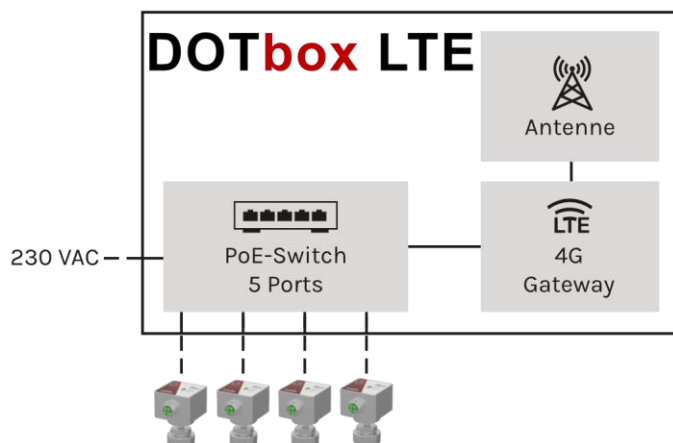 DOTbox LTE
Antenne
230 VAC
PoE-Switch
5 Ports
LTE
4G
Gateway